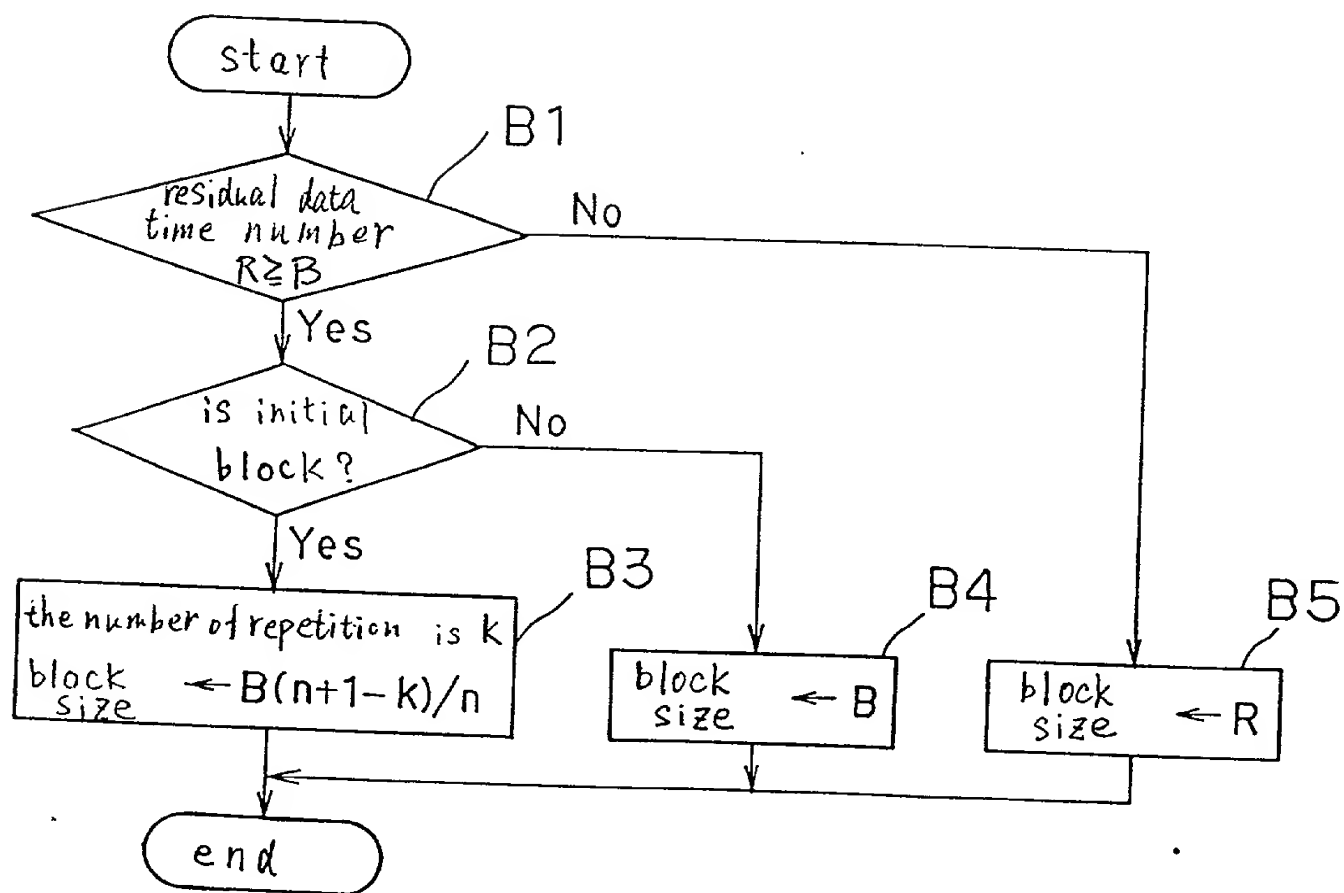 start
B1
residual data
time number
R≧B
No
Yes
B2
is initial
block?
No
Yes
B3
the number of repetition is k
block
size ← B(n+1-k)/n
B4
block
size ← B
B5
block
size ← R
end